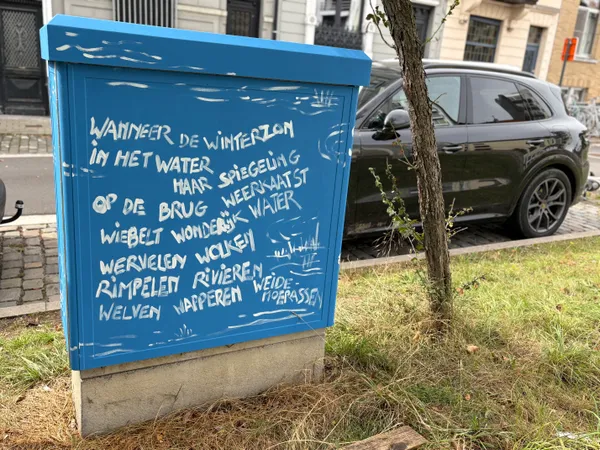 WANNEER DE WINTERZON
IN HET WATER
HAAR SPIEGELING
OP DE BRUG WEERKAATST
WIEBELT WONDERLIJK WATER
WERVELEN WOLKEN
RIMPELEN RIVIEREN
WELVEN WAPPEREN WEIDE
MOEPASSEN